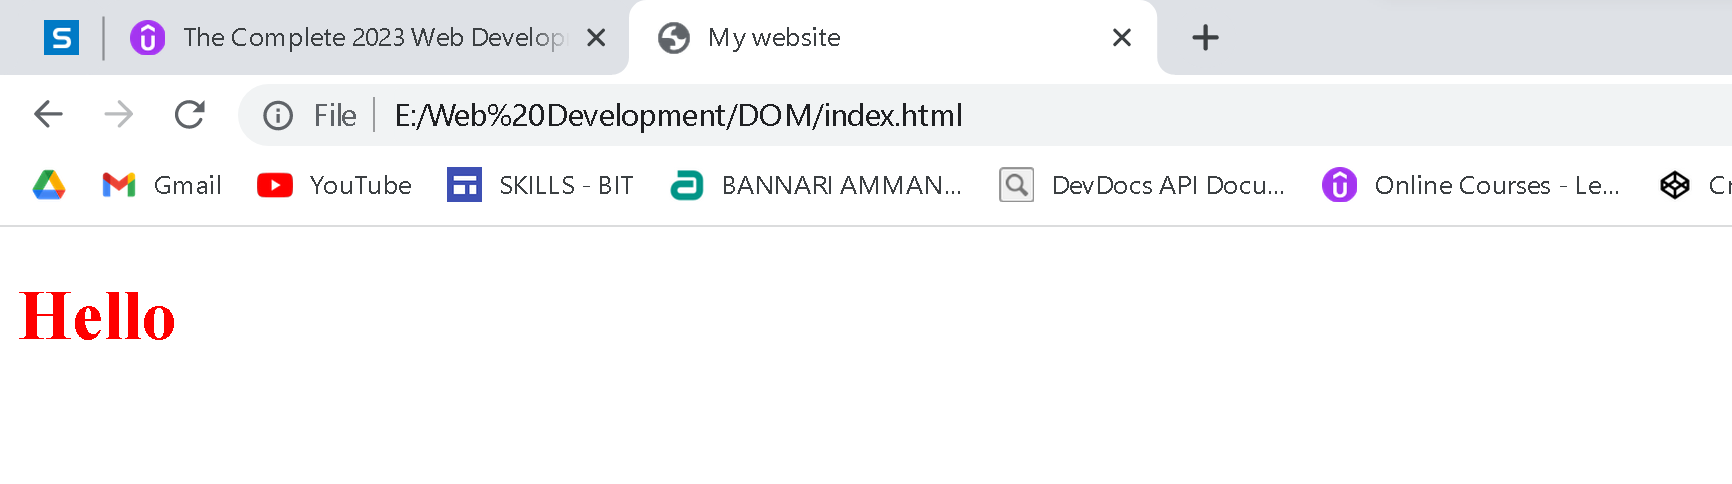 S The Complete 2023 Web Develop My website
File E:/Web%20Development/DOM/index.html
Gmail YouTube SKILLS - BIT BANNARI AMMAN... DevDocs API Docu... Online Courses - Le... Cr
Hello